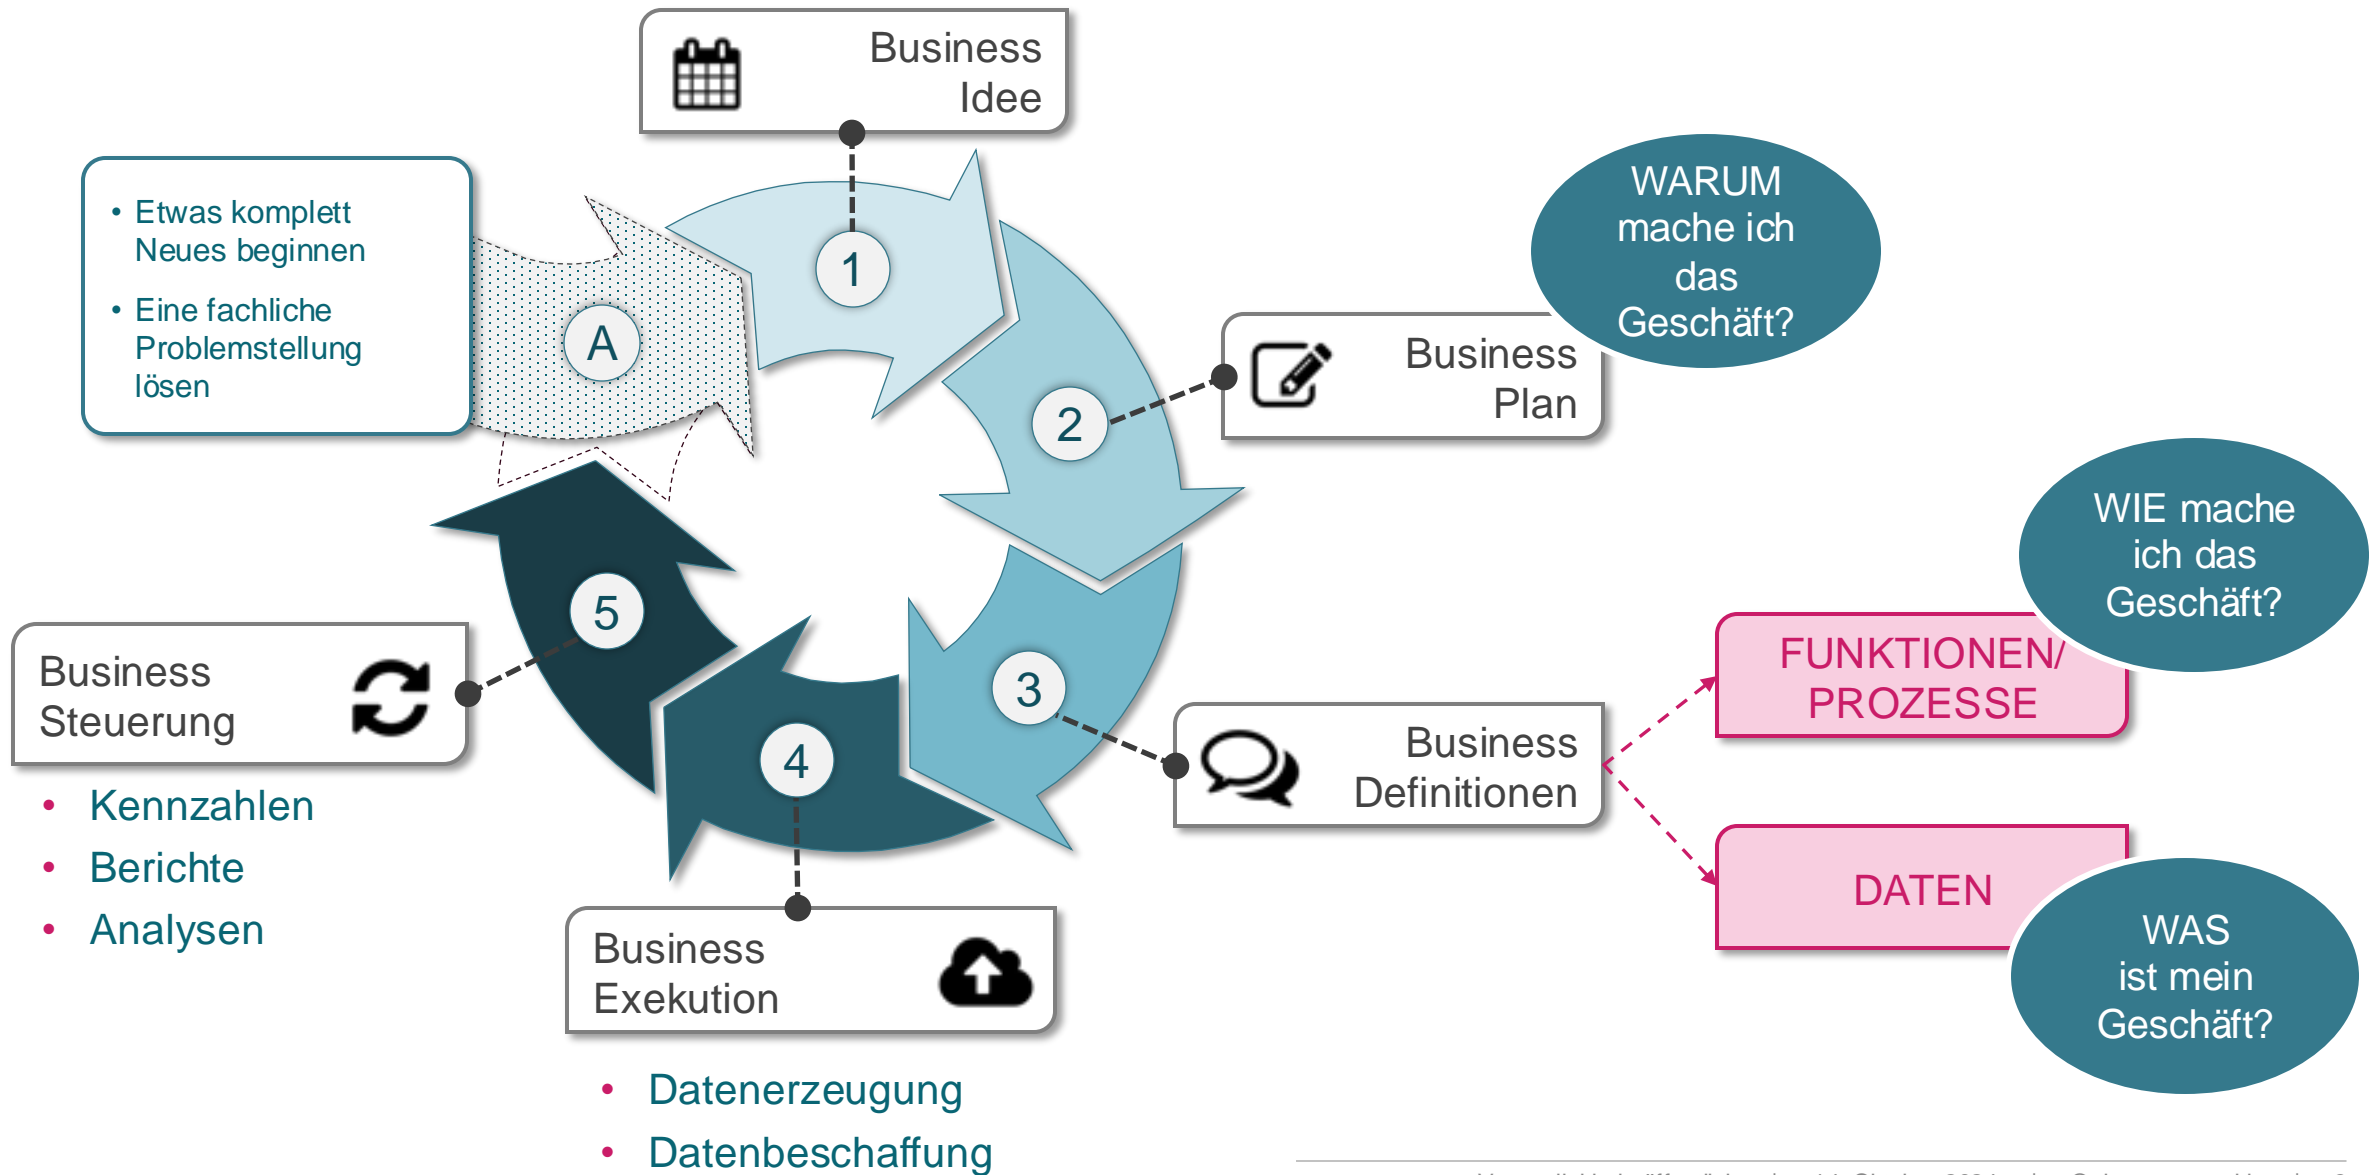 Business
Idee
• Etwas komplett
Neues beginnen
• Eine fachliche
Problemstellung
lösen
A
1
2
3
4
5
WARUM
mache ich
das
Geschäft?
Business
Plan
WIE mache
ich das
Geschäft?
FUNKTIONEN/
PROZESSE
Business
Definitionen
DATEN
WAS
ist mein
Geschäft?
Business
Steuerung
• Kennzahlen
• Berichte
• Analysen
Business
Exekution
• Datenerzeugung
• Datenbeschaffung